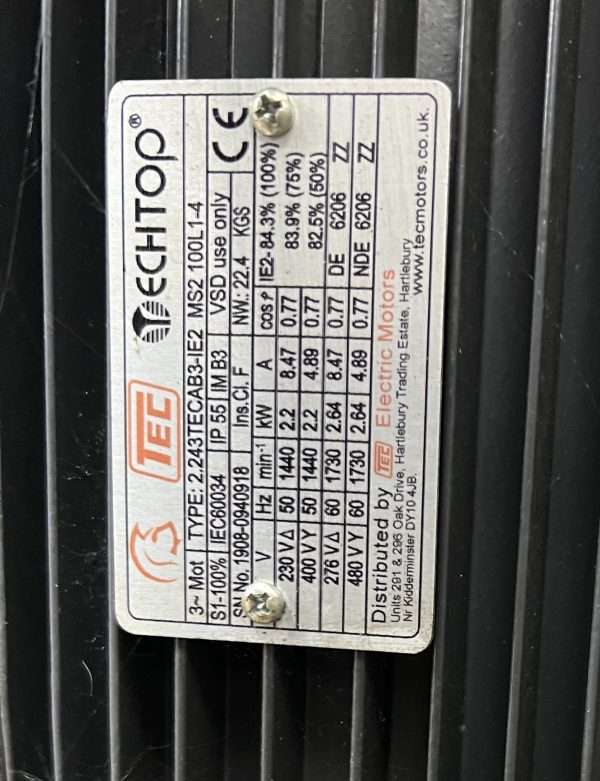 TEC TECHTOP®
3~ Mot TYPE: 2.243TECAB3-IE2 MS2 100L1-4
S1-100% IEC60034 IP 55 IM B3 VSD use only
SN No. 1908-0940918 Ins.Cl. F NW.: 22.4 KGS CE
V Hz min⁻¹ kW A cosφ IE2- 84.3% (100%)
230 VΔ 50 1440 2.2 8.47 0.77 83.9% (75%)
400 VY 50 1440 2.2 4.89 0.77 82.5% (50%)
276 VΔ 60 1730 2.64 8.47 0.77 DE 6206 ZZ
480 VY 60 1730 2.64 4.89 0.77 NDE 6206 ZZ
Distributed by TEC Electric Motors
Units 291 & 296 Oak Drive, Hartlebury Trading Estate, Hartlebury
Nr Kidderminster DY10 4JB. www.tecmotors.co.uk.